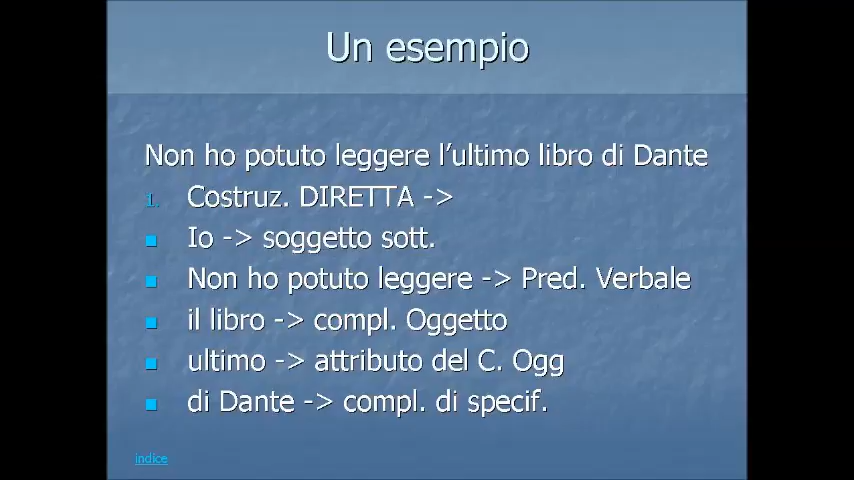 Un esempio
Non ho potuto leggere l'ultimo libro di Dante
1. Costruz. DIRETTA ->
Io -> soggetto sott.
Non ho potuto leggere -> Pred. Verbale
il libro -> compl. Oggetto
ultimo -> attributo del C. Ogg
di Dante -> compl. di specif.
indice